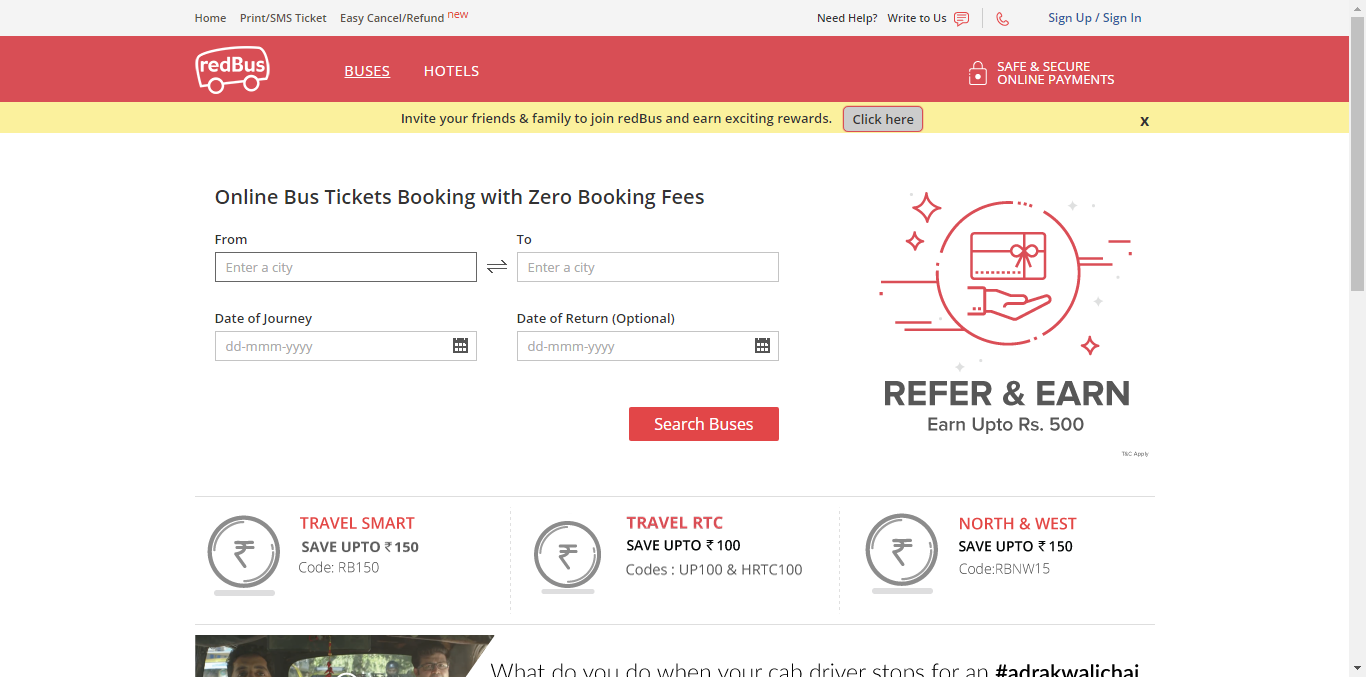 Home Print/SMS Ticket Easy Cancel/Refund new Need Help? Write to Us Sign Up / Sign In
redBus BUSES HOTELS SAFE & SECURE
ONLINE PAYMENTS
Invite your friends & family to join redBus and earn exciting rewards. Click here x
Online Bus Tickets Booking with Zero Booking Fees
From To
Enter a city Enter a city
Date of Journey Date of Return (Optional)
dd-mmm-yyyy dd-mmm-yyyy
Search Buses
REFER & EARN
Earn Upto Rs. 500
T&C Apply
TRAVEL SMART
SAVE UPTO ₹150
Code: RB150
TRAVEL RTC
SAVE UPTO ₹100
Codes : UP100 & HRTC100
NORTH & WEST
SAVE UPTO ₹150
Code:RBNW15
What do you do when your cab driver stops for an #adrakwalichai